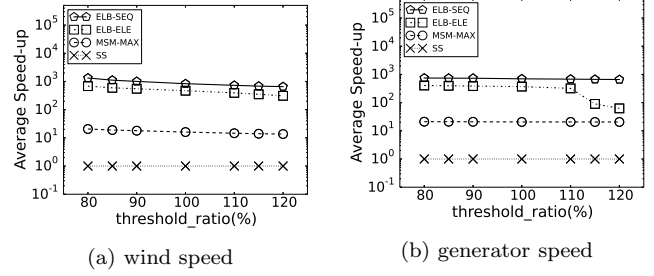 Average Speed-up
10^5
10^4
10^3
10^2
10^1
10^0
10^-1
ELB-SEQ
ELB-ELE
MSM-MAX
SS
80 90 100 110 120
threshold_ratio(%)
(a) wind speed
Average Speed-up
10^5
10^4
10^3
10^2
10^1
10^0
10^-1
ELB-SEQ
ELB-ELE
MSM-MAX
SS
80 90 100 110 120
threshold_ratio(%)
(b) generator speed